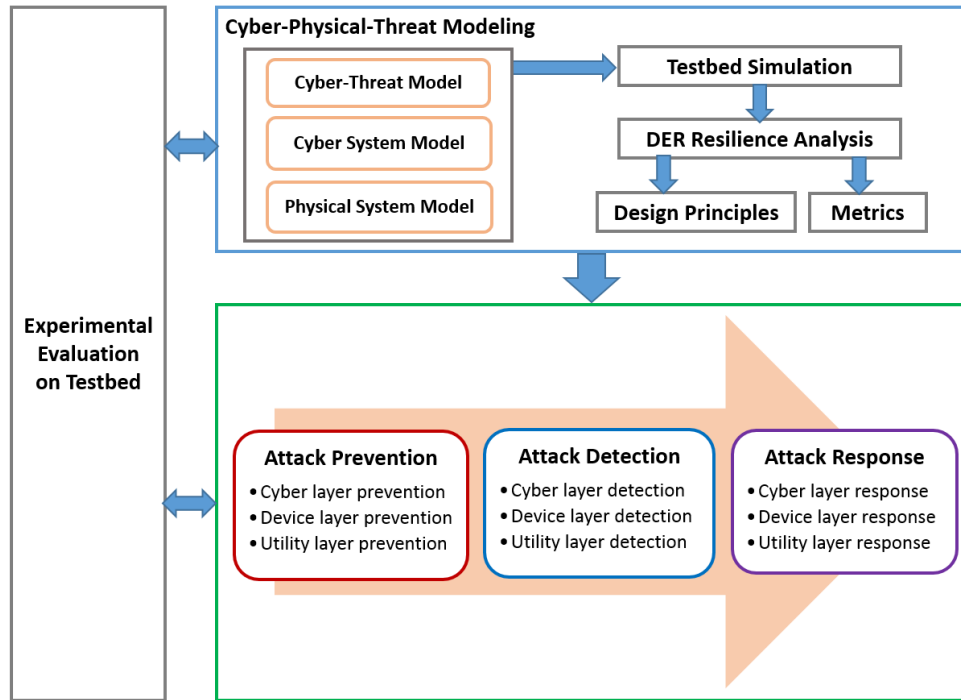 Cyber-Physical-Threat Modeling
Cyber-Threat Model
Cyber System Model
Physical System Model
Testbed Simulation
DER Resilience Analysis
Design Principles
Metrics
Experimental
Evaluation
on Testbed
Attack Prevention
• Cyber layer prevention
• Device layer prevention
• Utility layer prevention
Attack Detection
• Cyber layer detection
• Device layer detection
• Utility layer detection
Attack Response
• Cyber layer response
• Device layer response
• Utility layer response